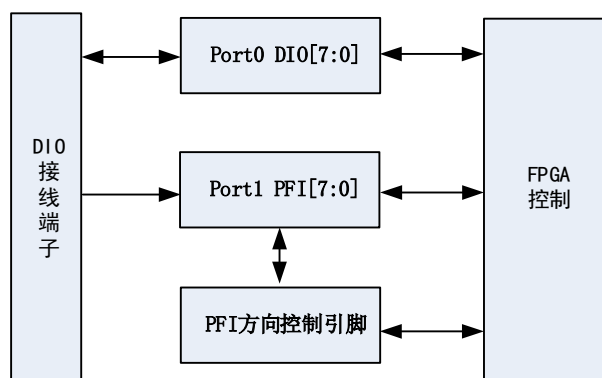 DIO
接
线
端
子
Port0 DIO[7:0]
Port1 PFI[7:0]
PFI方向控制引脚
FPGA
控制